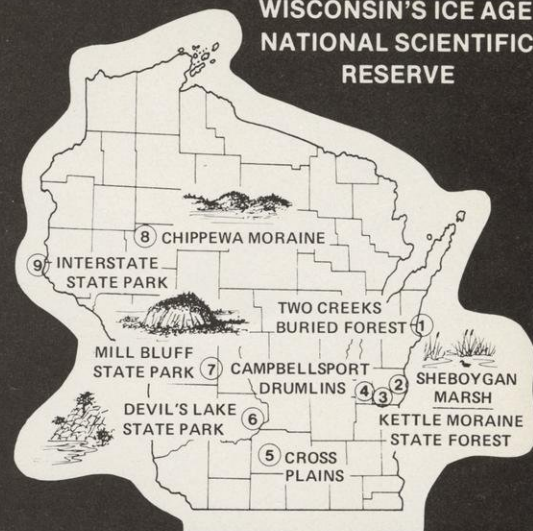 WISCONSIN'S ICE AGE
NATIONAL SCIENTIFIC
RESERVE
8 CHIPPEWA MORAINE
9 INTERSTATE
STATE PARK
TWO CREEKS
BURIED FOREST 1
MILL BLUFF
STATE PARK 7
CAMPBELLSPORT
DRUMLINS 4 3 2
SHEBOYGAN
MARSH
KETTLE MORAINE
STATE FOREST
DEVIL'S LAKE
STATE PARK 6
5 CROSS
PLAINS